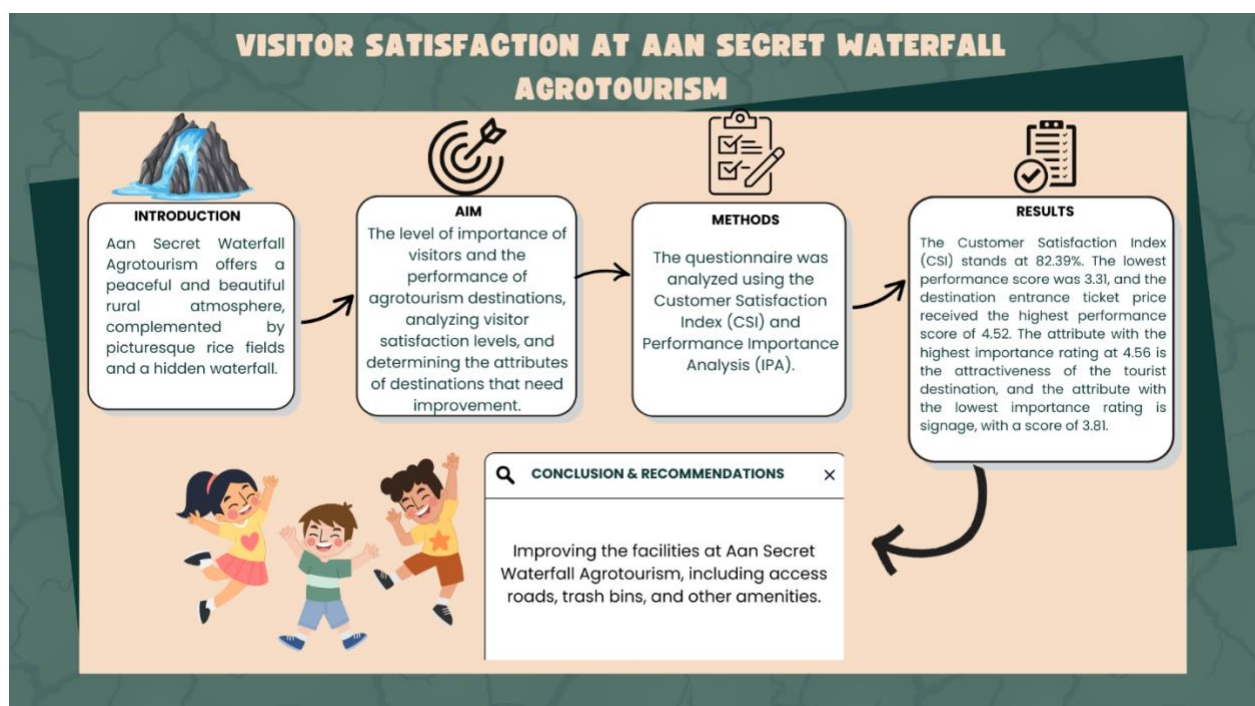 VISITOR SATISFACTION AT AAN SECRET WATERFALL
AGROTOURISM
INTRODUCTION
Aan Secret Waterfall
Agrotourism offers a
peaceful and beautiful
rural atmosphere,
complemented by
picturesque rice fields
and a hidden waterfall.
AIM
The level of importance of
visitors and the
performance of
agrotourism destinations,
analyzing visitor
satisfaction levels, and
determining the attributes
of destinations that need
improvement.
METHODS
The questionnaire was
analyzed using the
Customer Satisfaction
Index (CSI) and
Performance Importance
Analysis (IPA).
RESULTS
The Customer Satisfaction Index
(CSI) stands at 82.39%. The lowest
performance score was 3.31, and the
destination entrance ticket price
received the highest performance
score of 4.52. The attribute with the
highest importance rating at 4.56 is
the attractiveness of the tourist
destination, and the attribute with
the lowest importance rating is
signage, with a score of 3.81.
CONCLUSION & RECOMMENDATIONS
Improving the facilities at Aan Secret
Waterfall Agrotourism, including access
roads, trash bins, and other amenities.